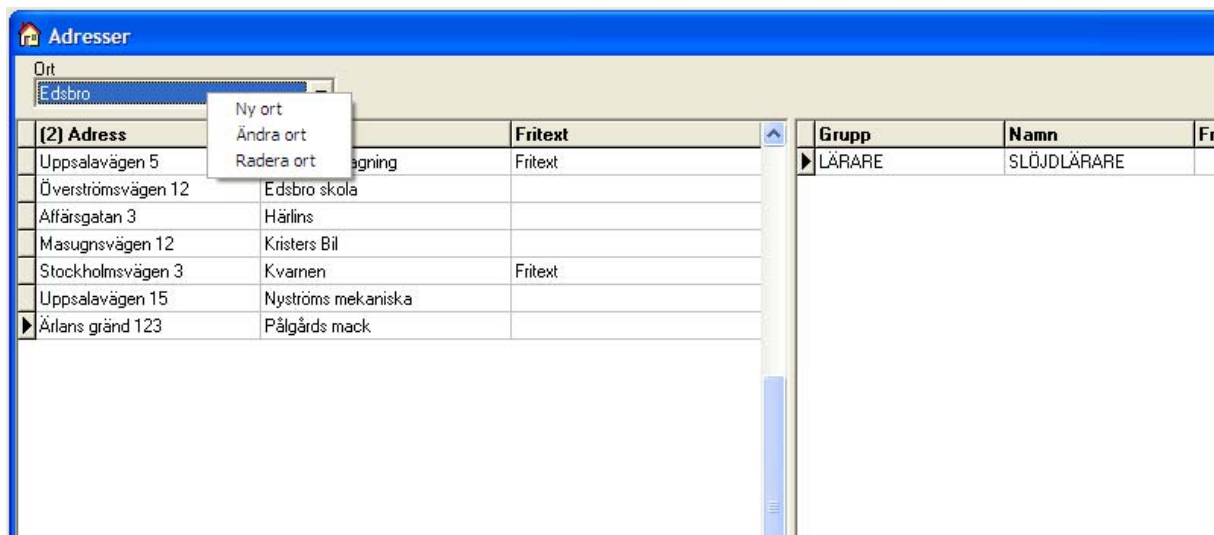 Adresser
Ort
Edsbro
Ny ort
Ändra ort
Radera ort
(2) Adress Fritext Grupp Namn
Uppsalavägen 5 Fritext LÄRARE SLÖJDLÄRARE
Överströmsvägen 12 Edsbro skola
Affärsgatan 3 Härlins
Masugnsvägen 12 Kristers Bil
Stockholmsvägen 3 Kvarnen Fritext
Uppsalavägen 15 Nyströms mekaniska
Ärlans gränd 123 Pålgårds mack